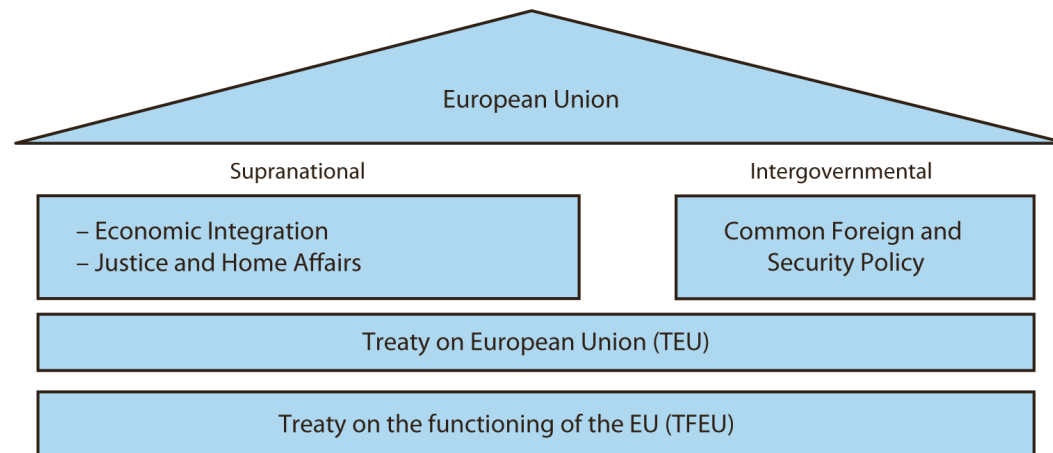 European Union
Supranational
Intergovernmental
– Economic Integration
– Justice and Home Affairs
Common Foreign and
Security Policy
Treaty on European Union (TEU)
Treaty on the functioning of the EU (TFEU)